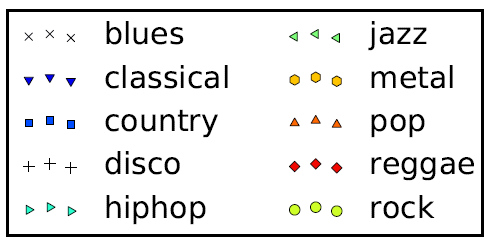 blues
classical
country
disco
hiphop
jazz
metal
pop
reggae
rock